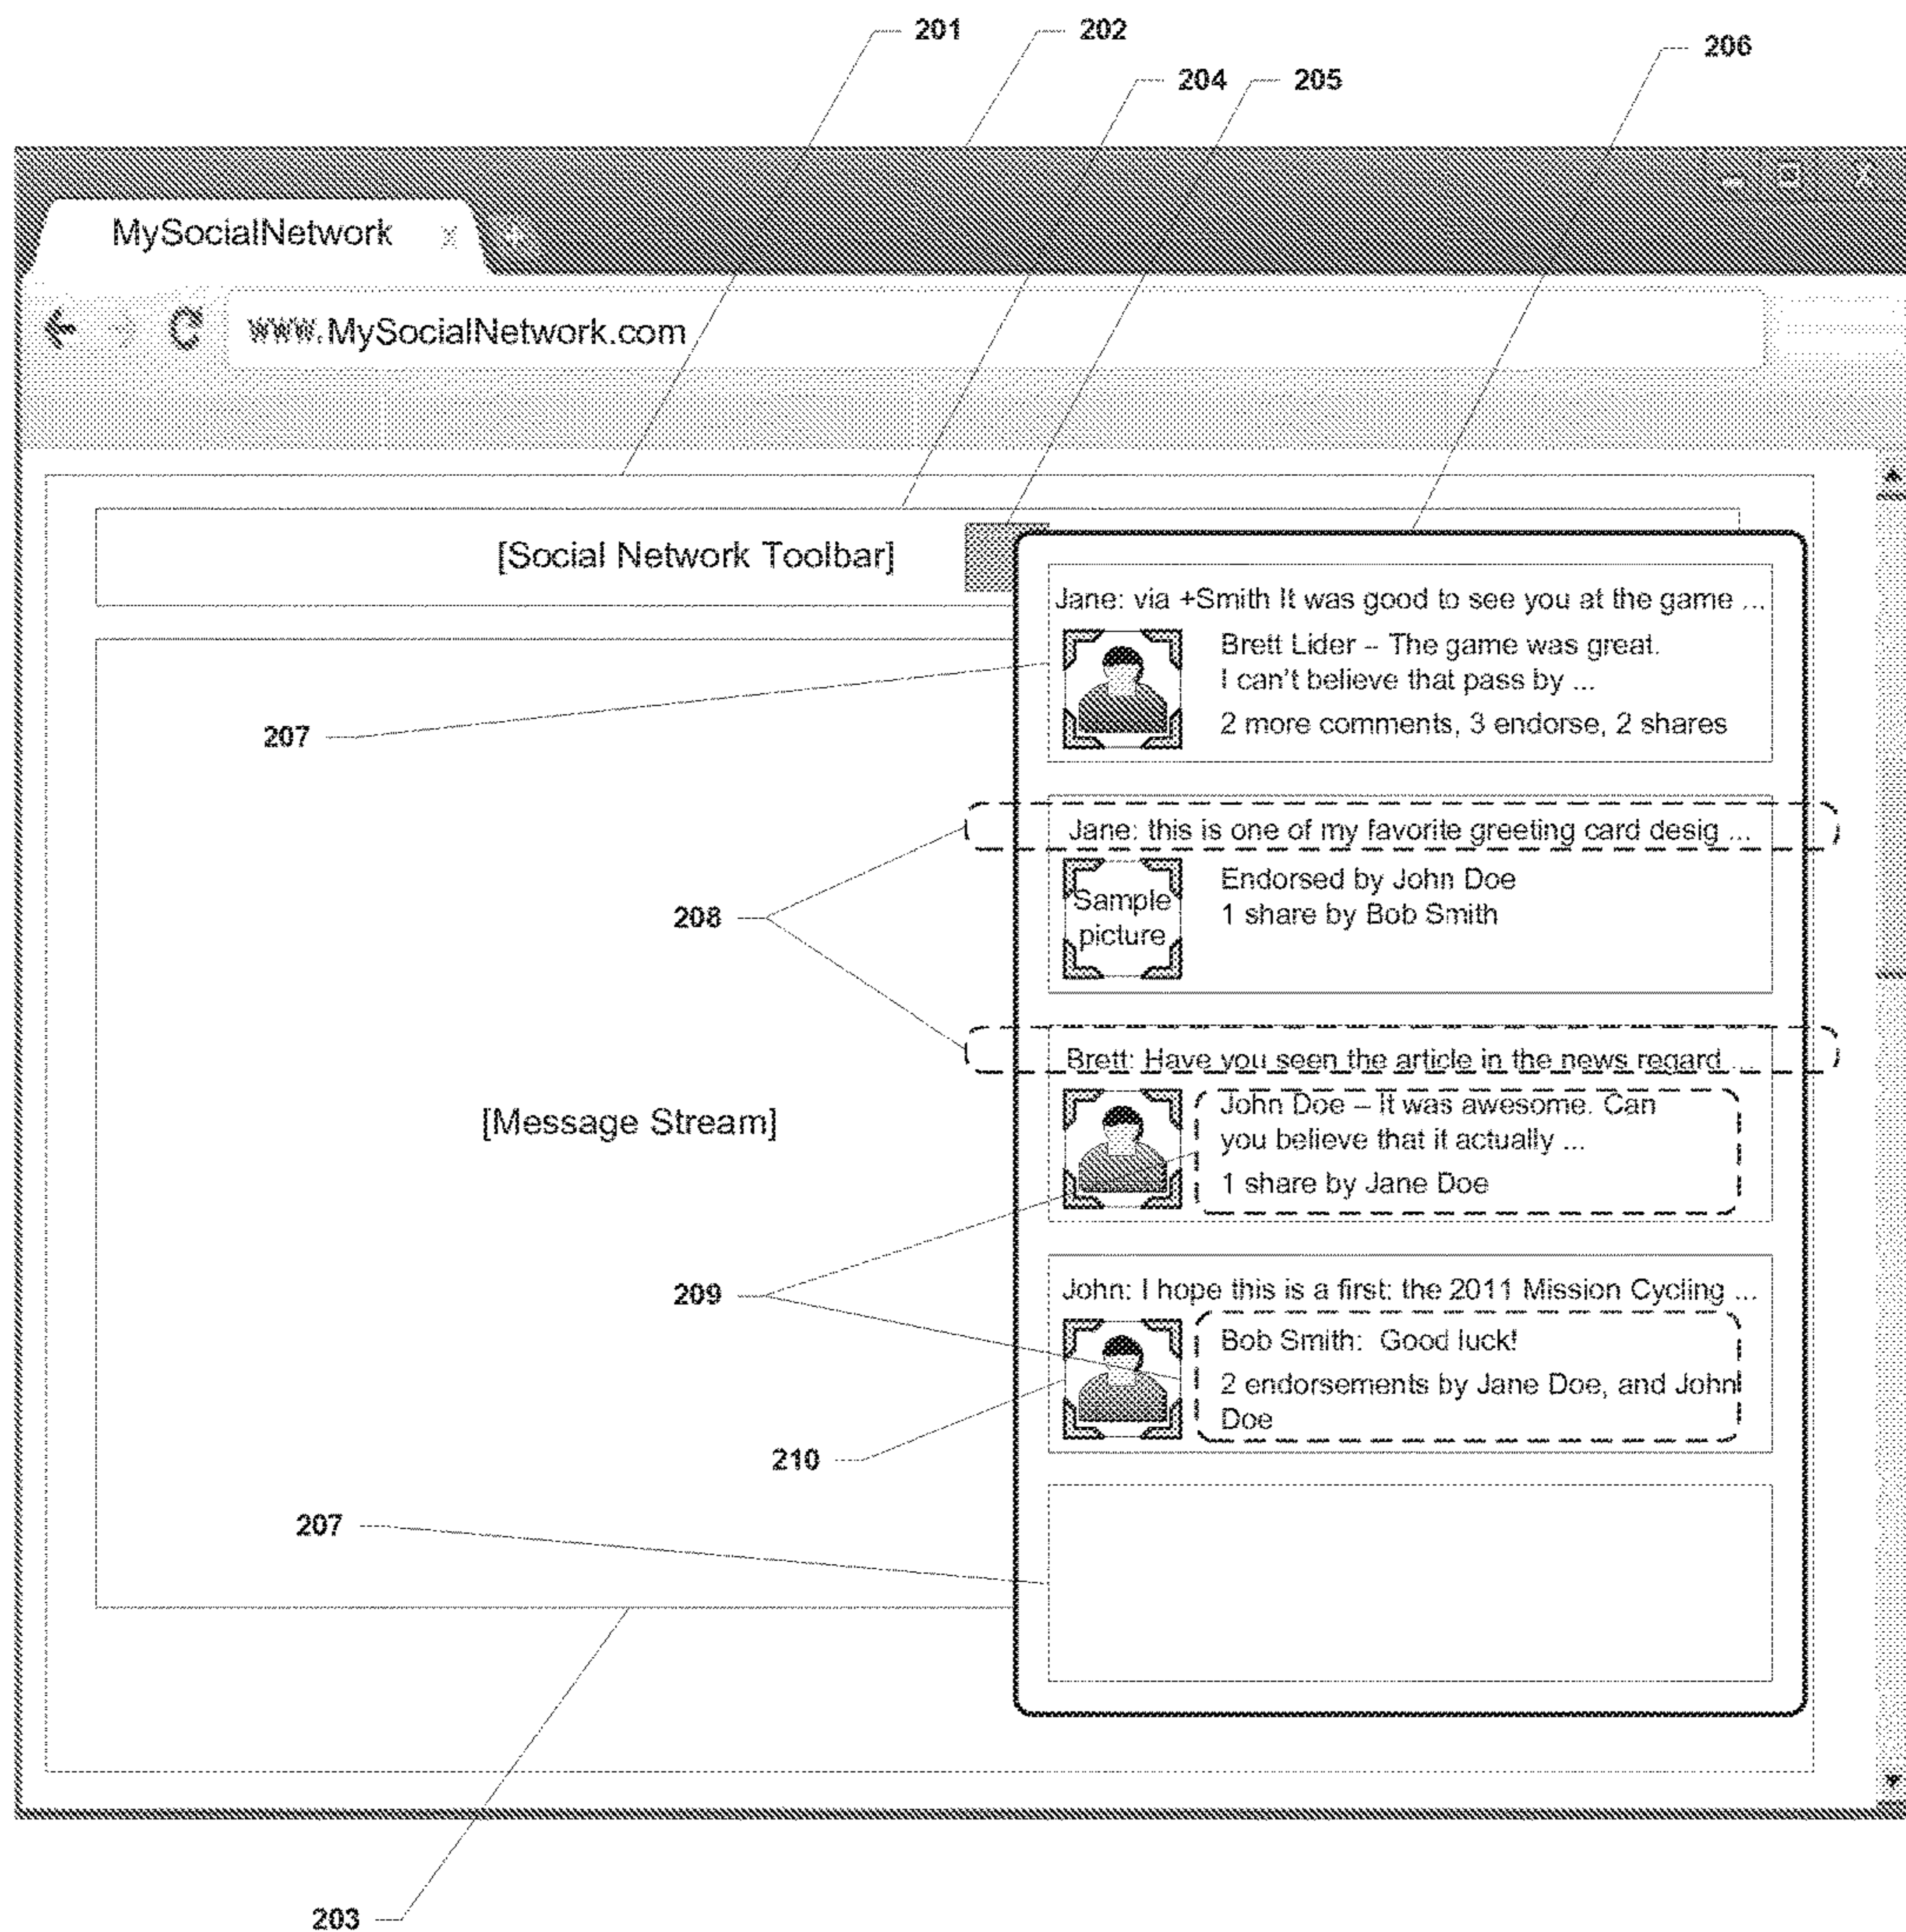 201
202
206
204
205
MySocialNetwork x +
www.MySocialNetwork.com
[Social Network Toolbar]
Jane: via +Smith It was good to see you at the game ...
Brett Lider – The game was great.
I can't believe that pass by ...
2 more comments, 3 endorse, 2 shares
207
Jane: this is one of my favorite greeting card desig ...
Sample
picture
Endorsed by John Doe
1 share by Bob Smith
208
Brett: Have you seen the article in the news regard ...
John Doe – It was awesome. Can
you believe that it actually ...
1 share by Jane Doe
[Message Stream]
209
John: I hope this is a first: the 2011 Mission Cycling ...
Bob Smith: Good luck!
2 endorsements by Jane Doe, and John
Doe
210
207
203